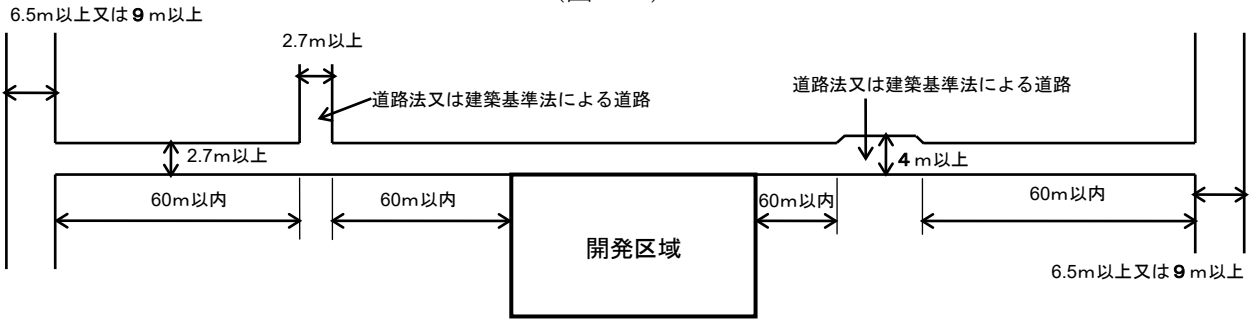 6.5m以上又は9m以上
2.7m以上
道路法又は建築基準法による道路
道路法又は建築基準法による道路
2.7m以上
4m以上
60m以内
60m以内
60m以内
60m以内
開発区域
6.5m以上又は9m以上